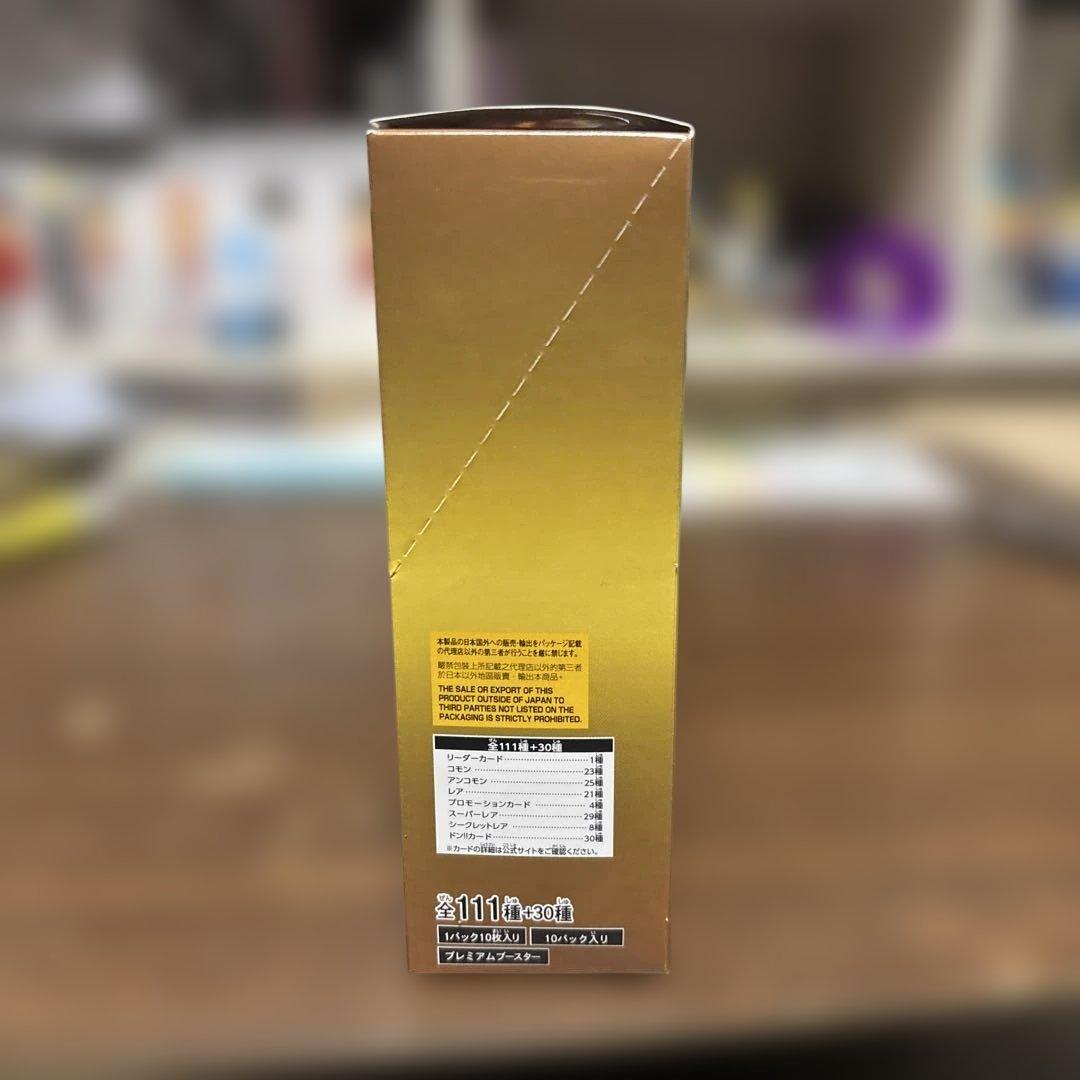 本製品の日本国外への販売・輸出をパッケージ記載
の代理店以外の第三者が行うことを厳に禁じます。
嚴禁包裝上所記載之代理店以外的第三者
於日本以外地區販賣・輸出本商品。
THE SALE OR EXPORT OF THIS
PRODUCT OUTSIDE OF JAPAN TO
THIRD PARTIES NOT LISTED ON THE
PACKAGING IS STRICTLY PROHIBITED.
全111種+30種
リーダーカード 1種
コモン 23種
アンコモン 25種
レア 21種
プロモーションカード 4種
スーパーレア 29種
シークレットレア 8種
ドン!!カード 30種
※カードの詳細は公式サイトをご確認ください。
全111種+30種
1パック10枚入り 10パック入り
プレミアムブースター